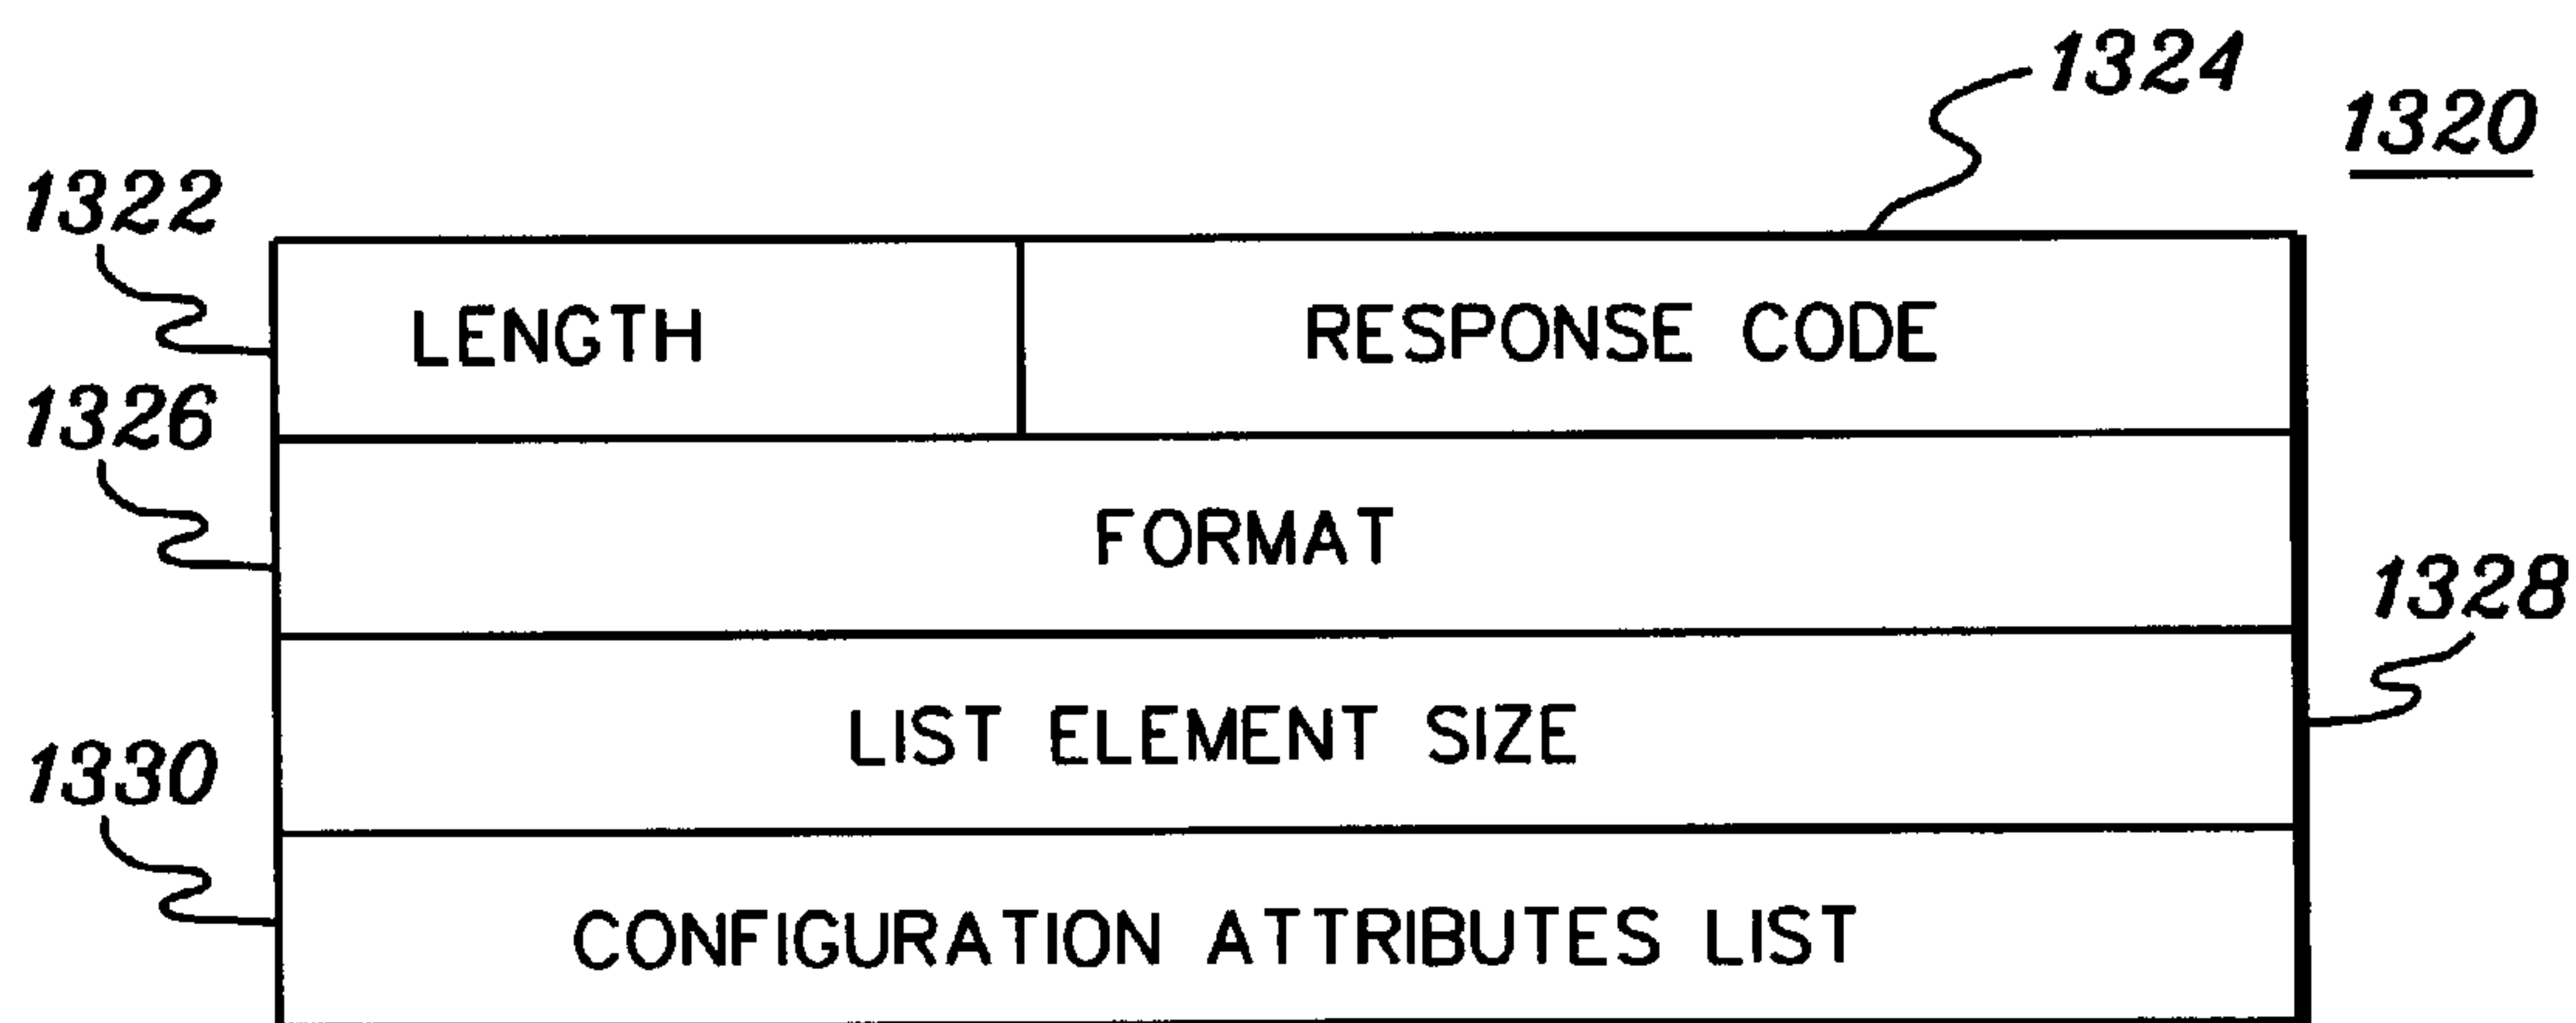 1324
1320
1322
LENGTH RESPONSE CODE
1326
FORMAT
1328
LIST ELEMENT SIZE
1330
CONFIGURATION ATTRIBUTES LIST